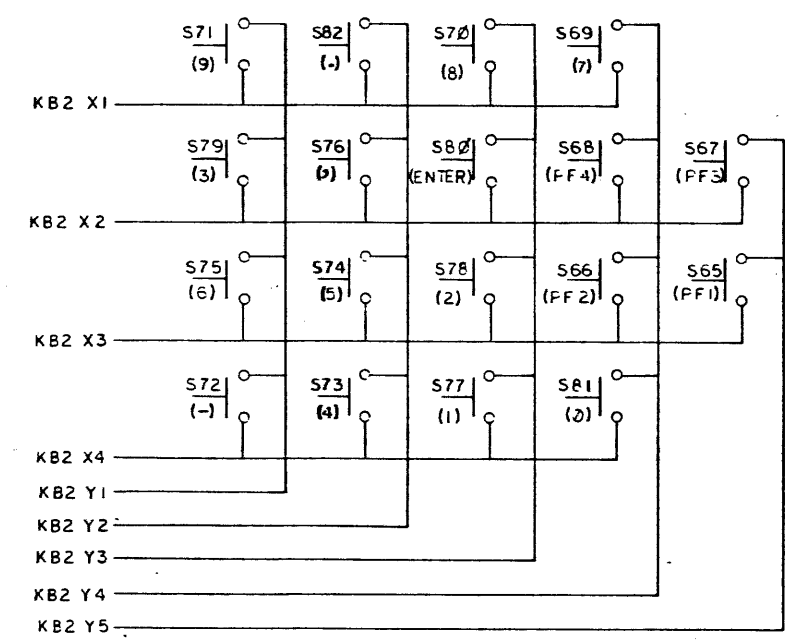 S71 S82 S7Ø S69
(9) (-) (8) (7)
KB2 X1
S79 S76 S8Ø S68 S67
(3) (ENTER) (PF4) (PF3)
KB2 X2
S75 S74 S78 S66 S65
(6) (5) (2) (PF2) (PF1)
KB2 X3
S72 S73 S77 S81
(-) (4) (1) (Ø)
KB2 X4
KB2 Y1
KB2 Y2
KB2 Y3
KB2 Y4
KB2 Y5